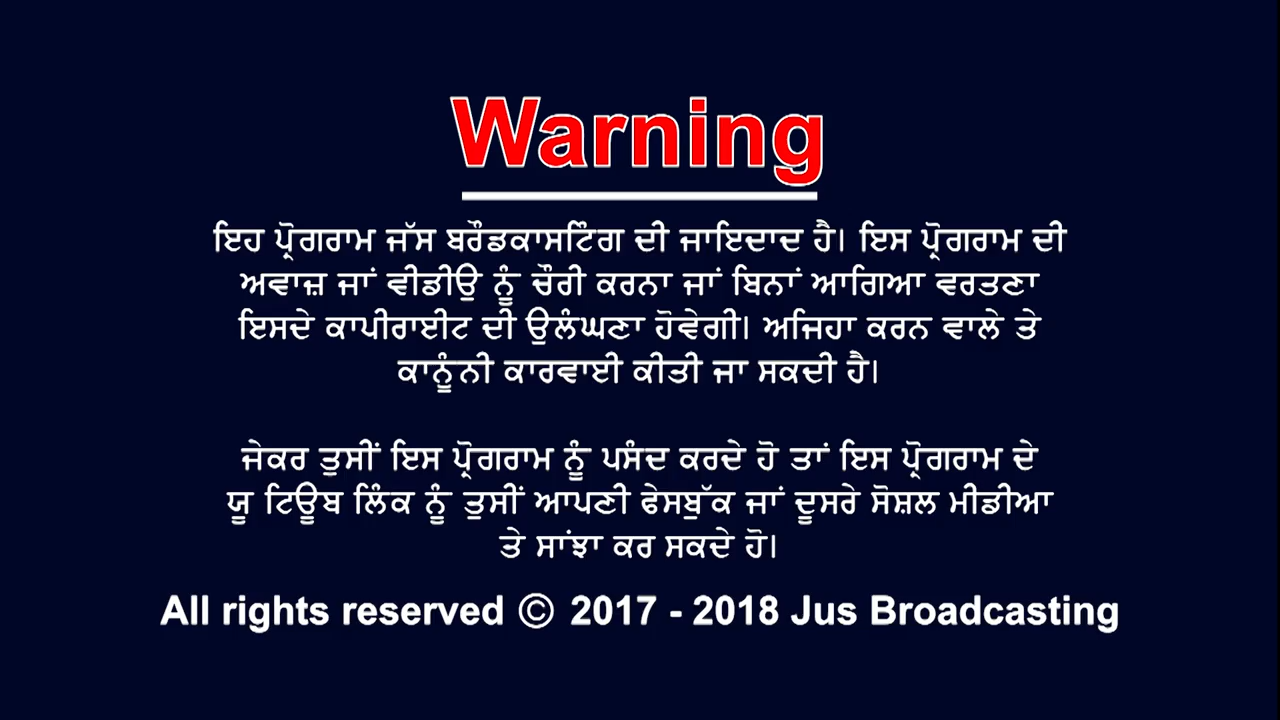 Warning
ਇਹ ਪ੍ਰੋਗਰਾਮ ਜੱਸ ਬਰੌਡਕਾਸਟਿੰਗ ਦੀ ਜਾਇਦਾਦ ਹੈ। ਇਸ ਪ੍ਰੋਗਰਾਮ ਦੀ
ਅਵਾਜ਼ ਜਾਂ ਵੀਡੀਉ ਨੂੰ ਚੌਰੀ ਕਰਨਾ ਜਾਂ ਬਿਨਾਂ ਆਗਿਆ ਵਰਤਣਾ
ਇਸਦੇ ਕਾਪੀਰਾਈਟ ਦੀ ਉਲੰਘਣਾ ਹੋਵੇਗੀ। ਅਜਿਹਾ ਕਰਨ ਵਾਲੇ ਤੇ
ਕਾਨੂੰਨੀ ਕਾਰਵਾਈ ਕੀਤੀ ਜਾ ਸਕਦੀ ਹੈ।
ਜੇਕਰ ਤੁਸੀਂ ਇਸ ਪ੍ਰੋਗਰਾਮ ਨੂੰ ਪਸੰਦ ਕਰਦੇ ਹੋ ਤਾਂ ਇਸ ਪ੍ਰੋਗਰਾਮ ਦੇ
ਯੂ ਟਿਊਬ ਲਿੰਕ ਨੂੰ ਤੁਸੀਂ ਆਪਣੀ ਫੇਸਬੁੱਕ ਜਾਂ ਦੂਸਰੇ ਸੋਸ਼ਲ ਮੀਡੀਆ
ਤੇ ਸਾਂਝਾ ਕਰ ਸਕਦੇ ਹੋ।
All rights reserved © 2017 - 2018 Jus Broadcasting